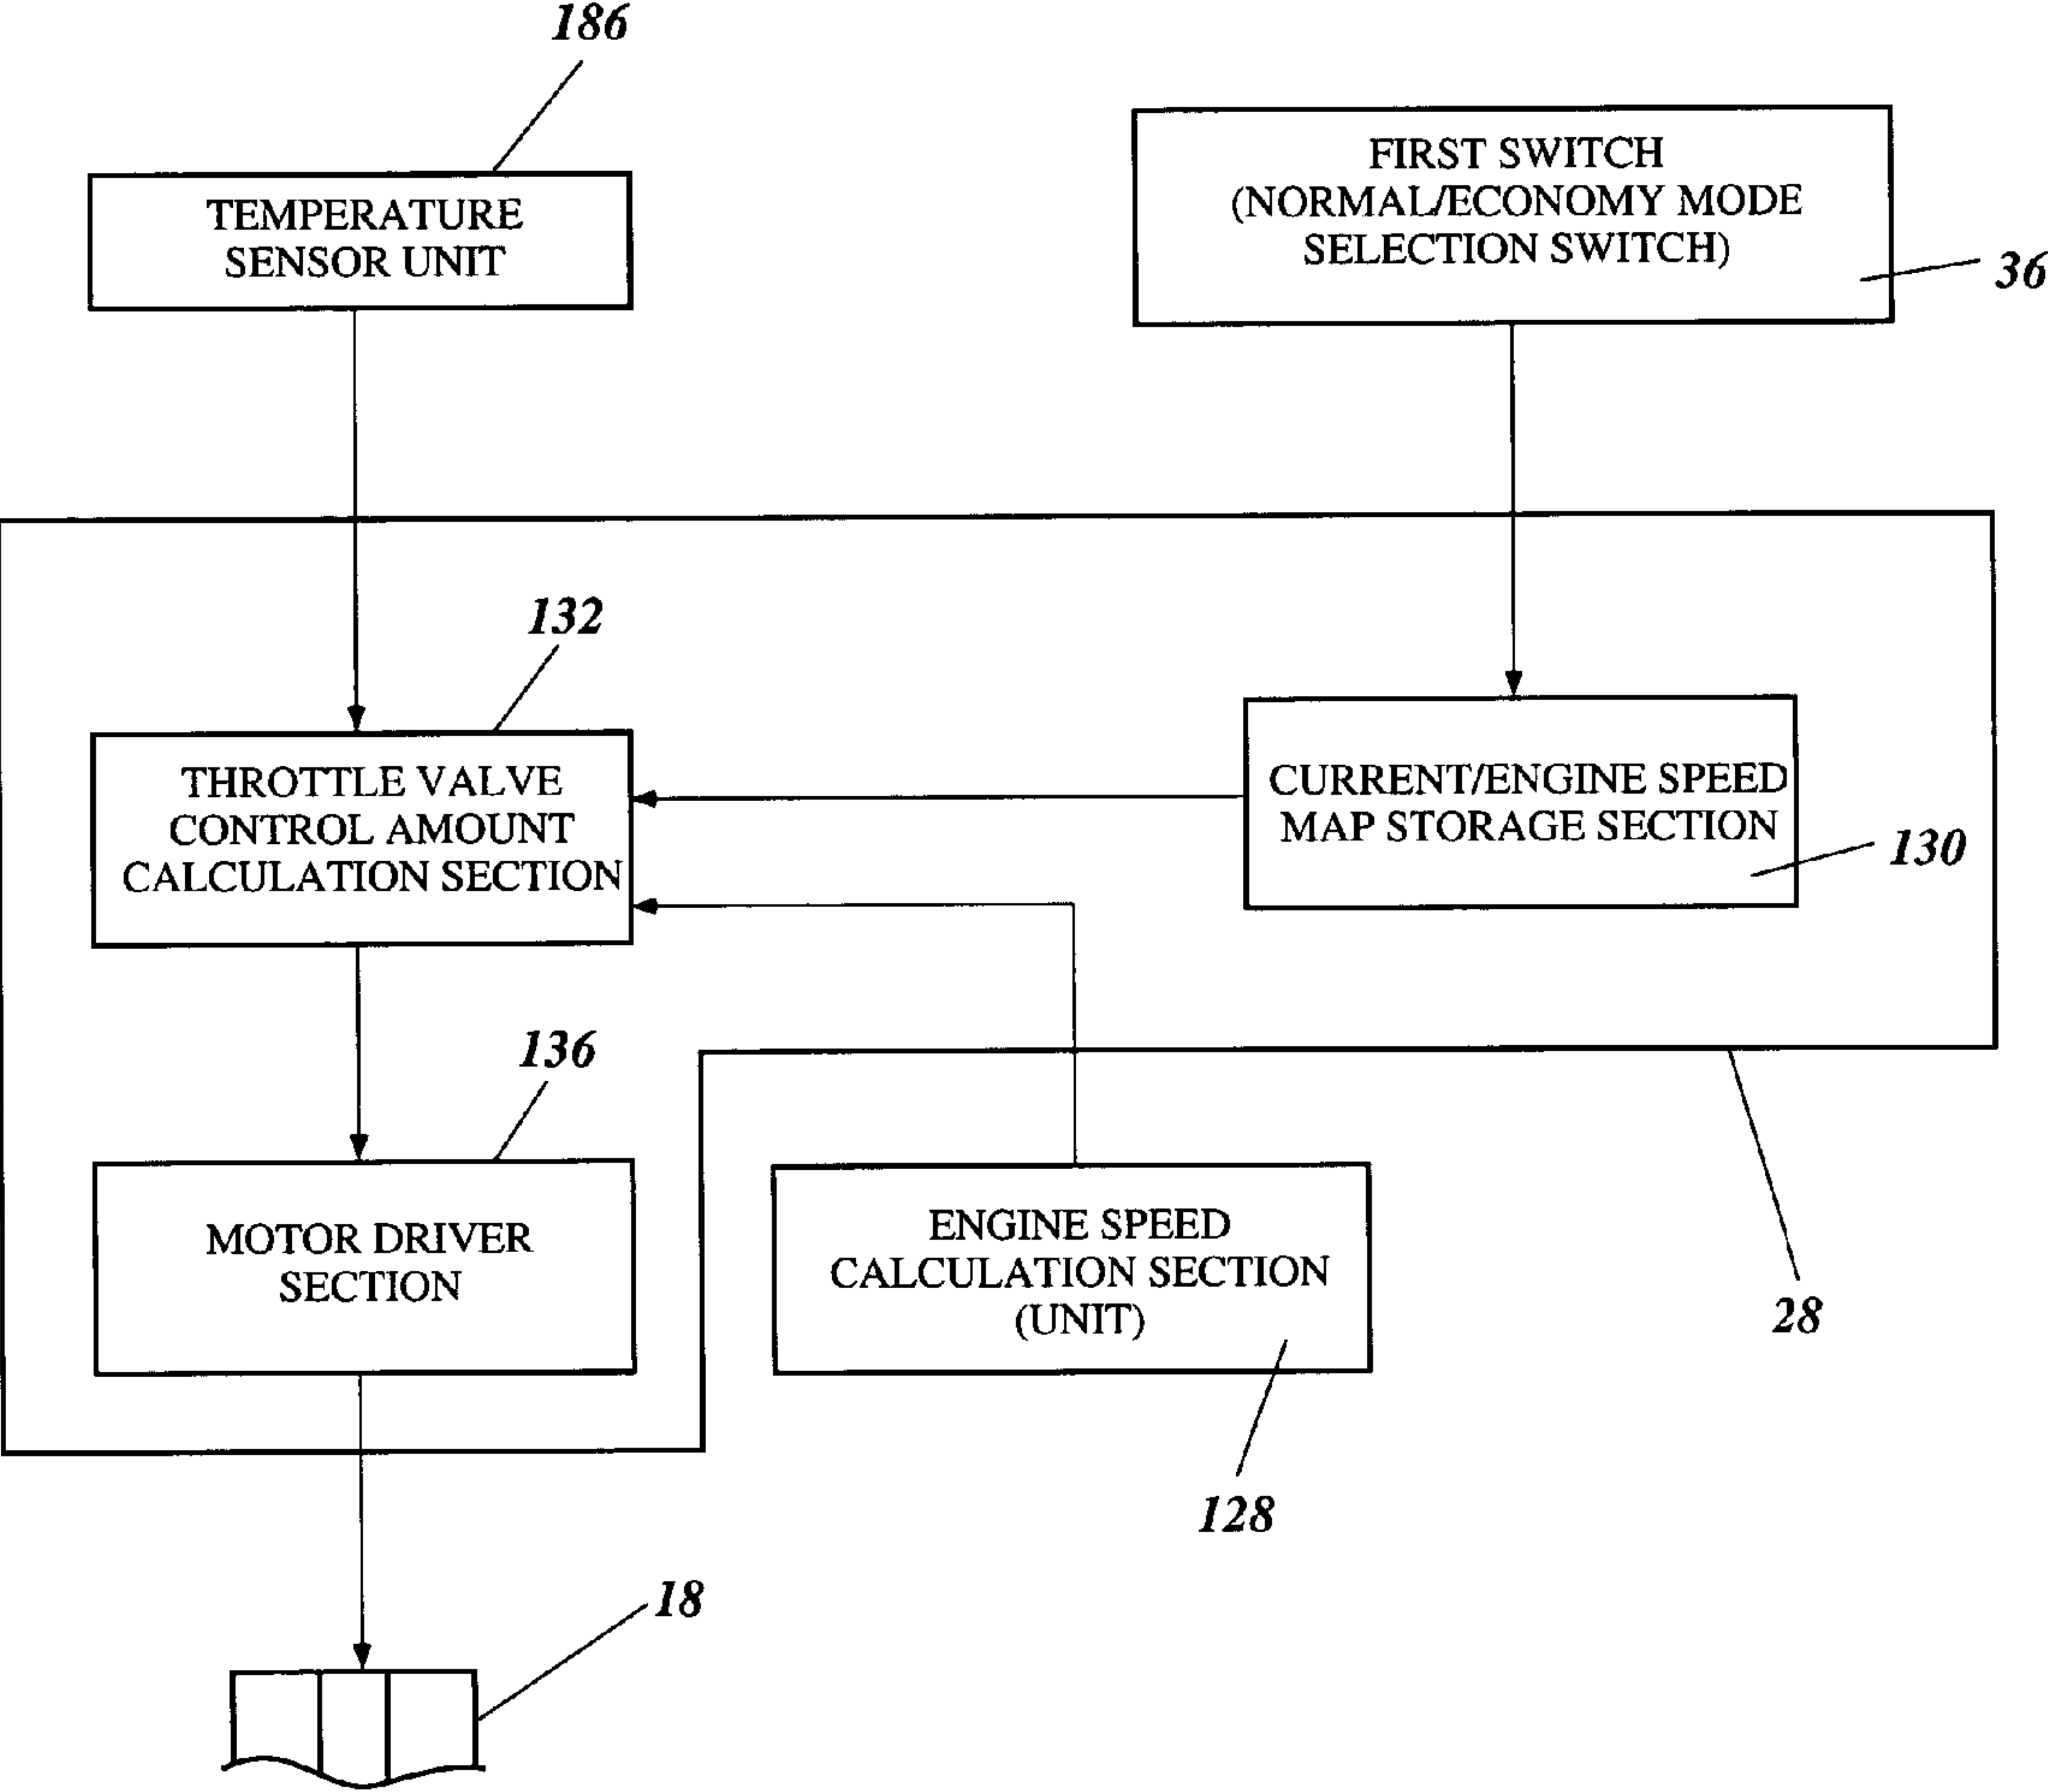 186
TEMPERATURE
SENSOR UNIT
FIRST SWITCH
(NORMAL/ECONOMY MODE
SELECTION SWITCH)
36
132
THROTTLE VALVE
CONTROL AMOUNT
CALCULATION SECTION
CURRENT/ENGINE SPEED
MAP STORAGE SECTION
130
136
MOTOR DRIVER
SECTION
ENGINE SPEED
CALCULATION SECTION
(UNIT)
28
128
18